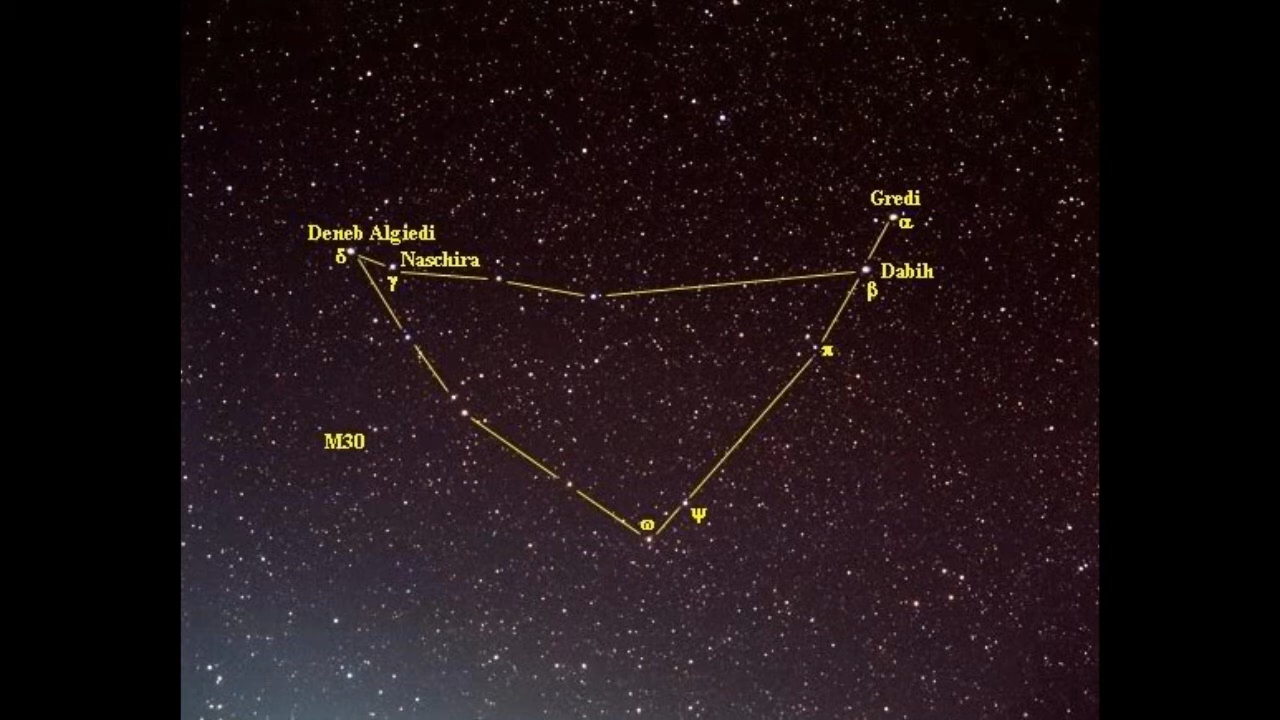 Gredi
α
Deneb Algiedi
δ
Naschira
γ
Dabih
β
π
M30
ψ
ω